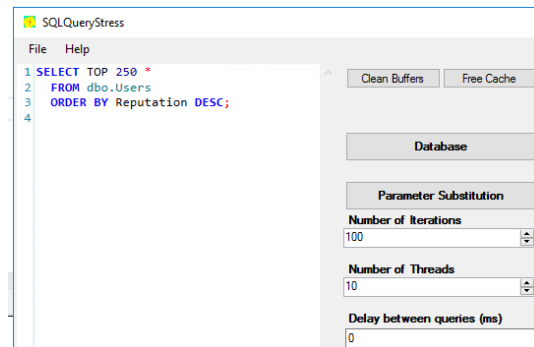 SQLQueryStress
File Help
1 SELECT TOP 250 *
2 FROM dbo.Users
3 ORDER BY Reputation DESC;
4
Clean Buffers Free Cache
Database
Parameter Substitution
Number of Iterations
100
Number of Threads
10
Delay between queries (ms)
0